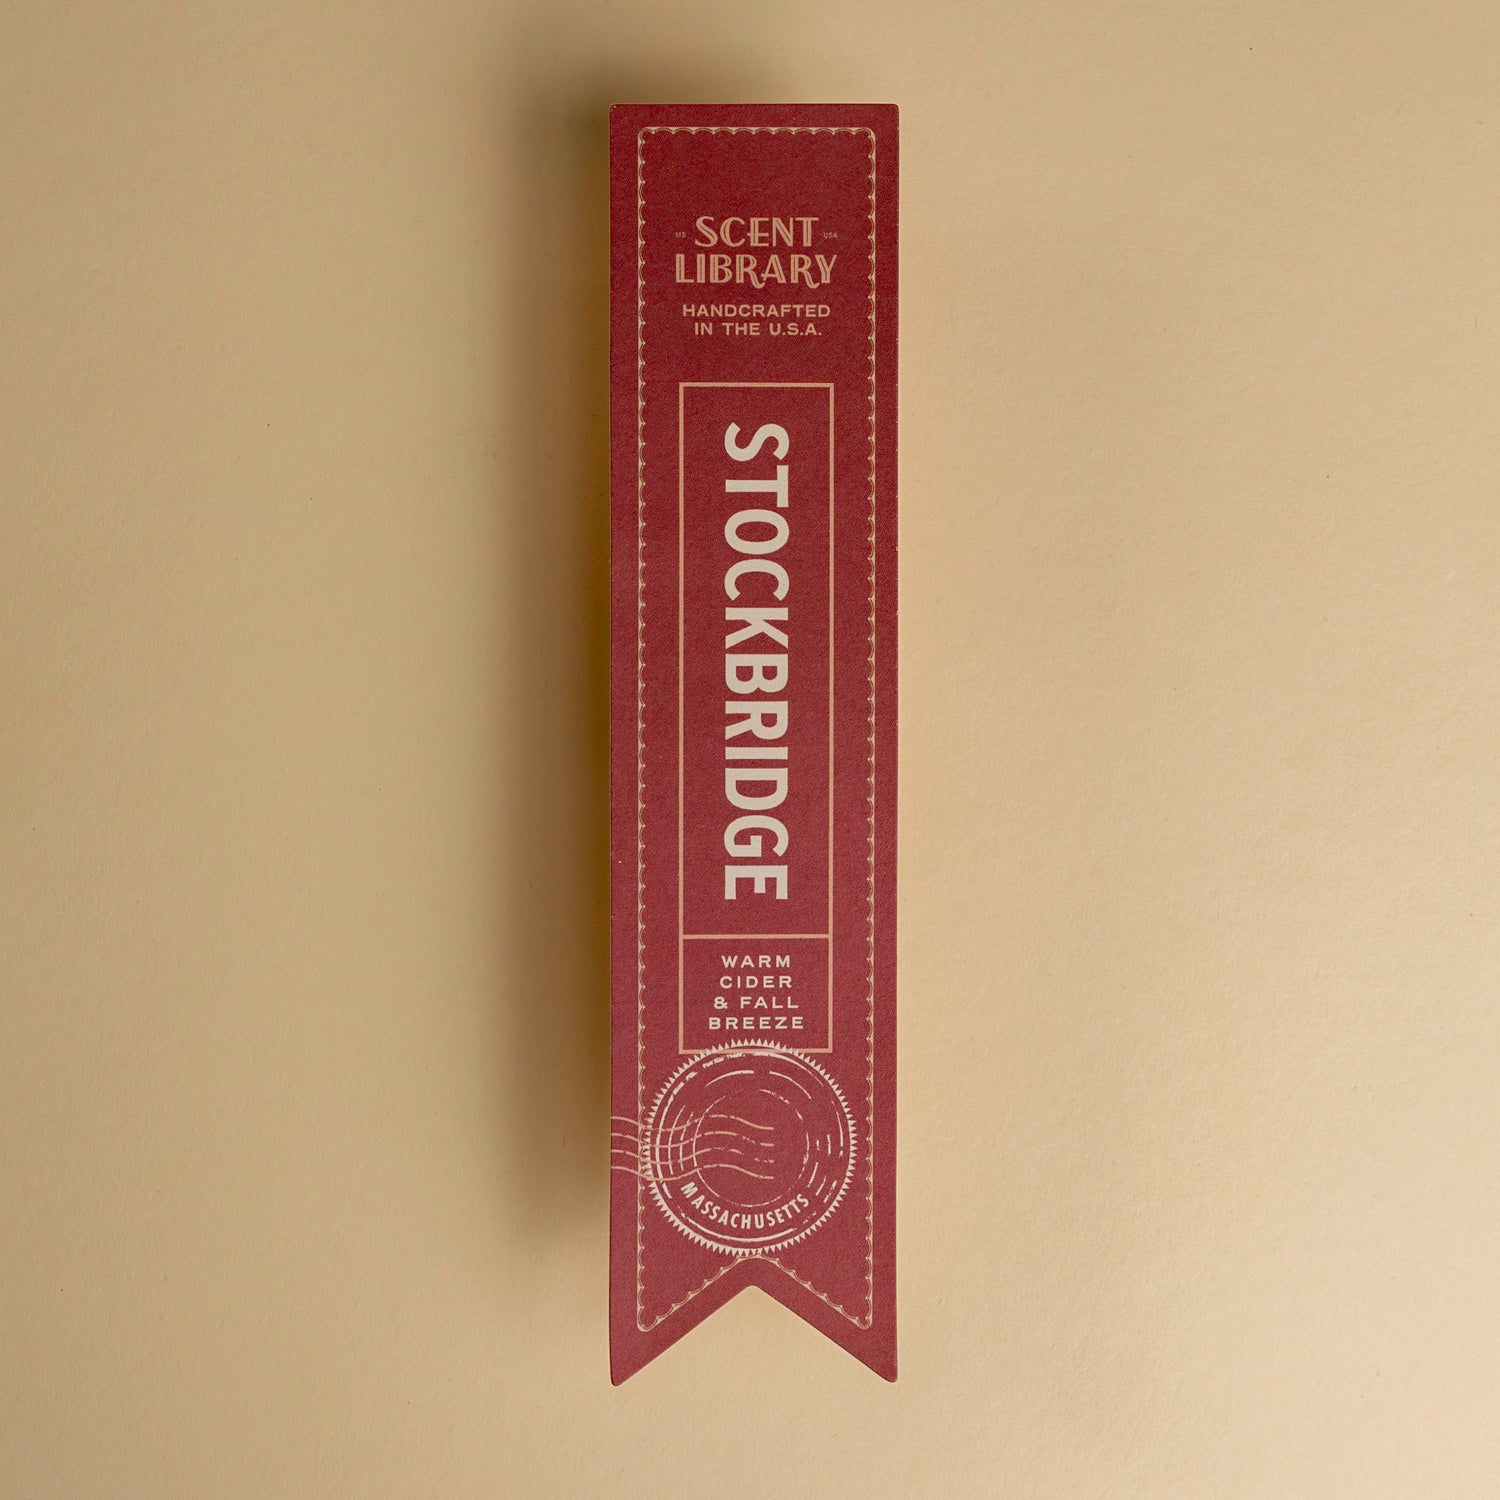 MS SCENT USA
LIBRARY
HANDCRAFTED
IN THE U.S.A.
STOCKBRIDGE
WARM
CIDER
& FALL
BREEZE
MASSACHUSETTS